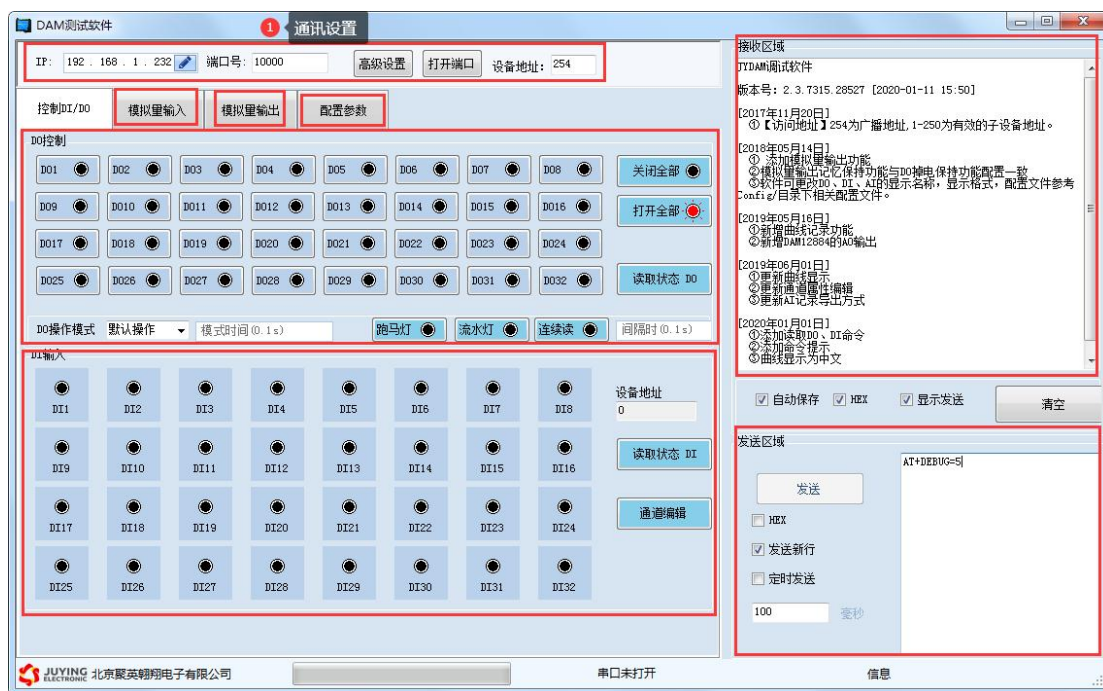 DAM测试软件
1 通讯设置
IP: 192 . 168 . 1 . 232 端口号: 10000 高级设置 打开端口 设备地址: 254
控制DI/DO 模拟里输入 模拟里输出 配置参数
DO控制
DO1 DO2 DO3 DO4 DO5 DO6 DO7 DO8 关闭全部
DO9 DO10 DO11 DO12 DO13 DO14 DO15 DO16 打开全部
DO17 DO18 DO19 DO20 DO21 DO22 DO23 DO24
DO25 DO26 DO27 DO28 DO29 DO30 DO31 DO32 读取状态 DO
DO操作模式 默认操作 模式时间(0.1s) 跑马灯 流水灯 连续读 间隔时(0.1s)
DI输入
设备地址
DI1 DI2 DI3 DI4 DI5 DI6 DI7 DI8 0
DI9 DI10 DI11 DI12 DI13 DI14 DI15 DI16 读取状态 DI
DI17 DI18 DI19 DI20 DI21 DI22 DI23 DI24 通道编辑
DI25 DI26 DI27 DI28 DI29 DI30 DI31 DI32
接收区域
JYDAM调试软件
版本号: 2.3.7315.28527 [2020-01-11 15:50]
[2017年11月20日]
①【访问地址】254为广播地址,1-250为有效的子设备地址。
[2018年05月14日]
① 添加模拟量输出功能
②模拟量输出记忆保持功能与DO掉电保持功能配置一致
③软件可更改DO、DI、AI的显示名称，显示格式，配置文件参考
Config/目录下相关配置文件。
[2019年05月16日]
①新增曲线记录功能
②新增DAM12884的AO输出
[2019年06月01日]
①更新曲线显示
②更新通道属性编辑
③更新AI记录导出方式
[2020年01月01日]
①添加读取DO、DI命令
②添加命令提示
③曲线显示为中文
自动保存 HEX 显示发送 清空
发送区域
AT+DEBUG=5
发送
HEX
发送新行
定时发送
100 毫秒
JUYING ELECTRONIC 北京聚英翱翔电子有限公司 串口未打开 信息